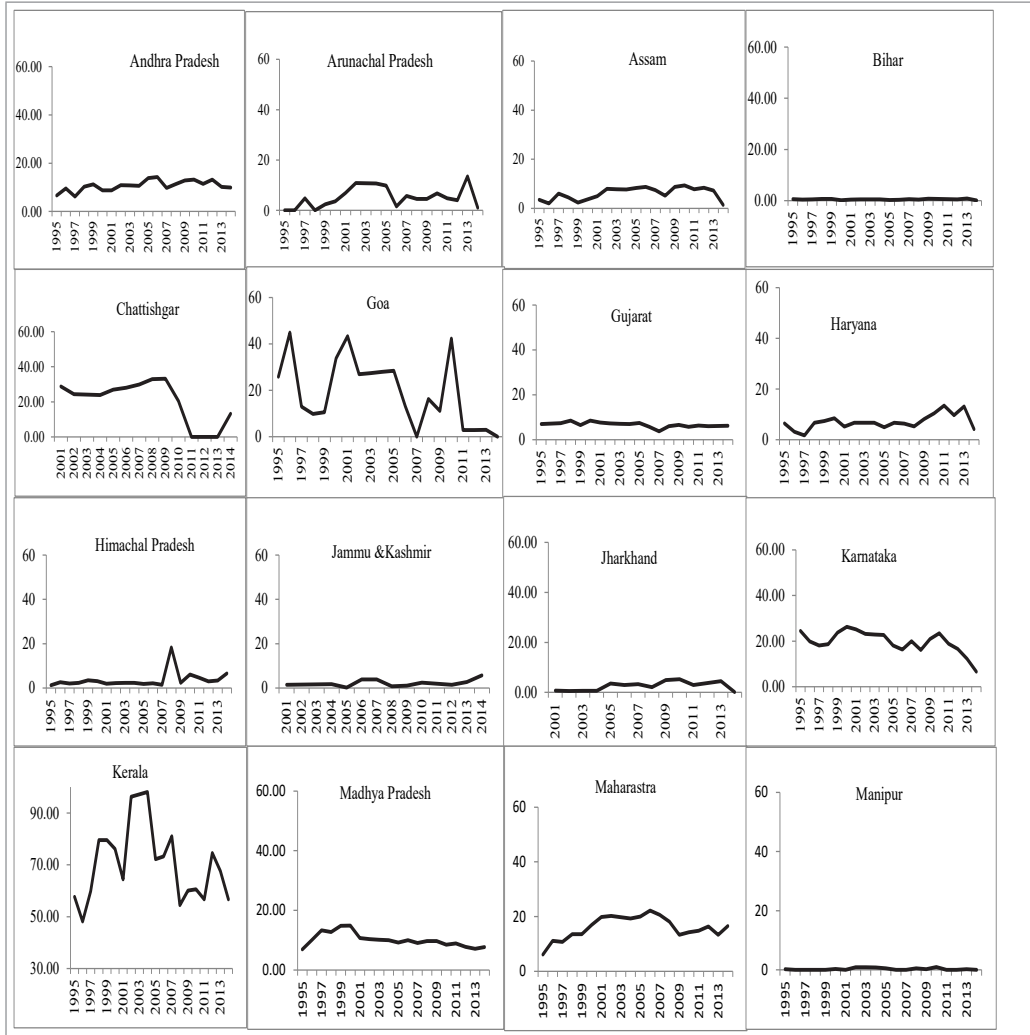 Andhra Pradesh
60.00
40.00
20.00
0.00
1995 1997 1999 2001 2003 2005 2007 2009 2011 2013
Arunachal Pradesh
60
40
20
0
1995 1997 1999 2001 2003 2005 2007 2009 2011 2013
Assam
60
40
20
0
1995 1997 1999 2001 2003 2005 2007 2009 2011 2013
Bihar
60.00
40.00
20.00
0.00
1995 1997 1999 2001 2003 2005 2007 2009 2011 2013
Chattishgar
60.00
40.00
20.00
0.00
2001 2002 2003 2004 2005 2006 2007 2008 2009 2010 2011 2012 2013 2014
Goa
60
40
20
0
1995 1997 1999 2001 2003 2005 2007 2009 2011 2013
Gujarat
60
40
20
0
1995 1997 1999 2001 2003 2005 2007 2009 2011 2013
Haryana
60
40
20
0
1995 1997 1999 2001 2003 2005 2007 2009 2011 2013
Himachal Pradesh
60
40
20
0
1995 1997 1999 2001 2003 2005 2007 2009 2011 2013
Jammu &Kashmir
60
40
20
0
2001 2002 2003 2004 2005 2006 2007 2008 2009 2010 2011 2012 2013 2014
Jharkhand
60.00
40.00
20.00
0.00
2001 2003 2005 2007 2009 2011 2013
Karnataka
60.00
40.00
20.00
0.00
1995 1997 1999 2001 2003 2005 2007 2009 2011 2013
Kerala
90.00
70.00
50.00
30.00
1995 1997 1999 2001 2003 2005 2007 2009 2011 2013
Madhya Pradesh
60.00
40.00
20.00
0.00
1995 1997 1999 2001 2003 2005 2007 2009 2011 2013
Maharastra
60
40
20
0
1995 1997 1999 2001 2003 2005 2007 2009 2011 2013
Manipur
60
40
20
0
1995 1997 1999 2001 2003 2005 2007 2009 2011 2013